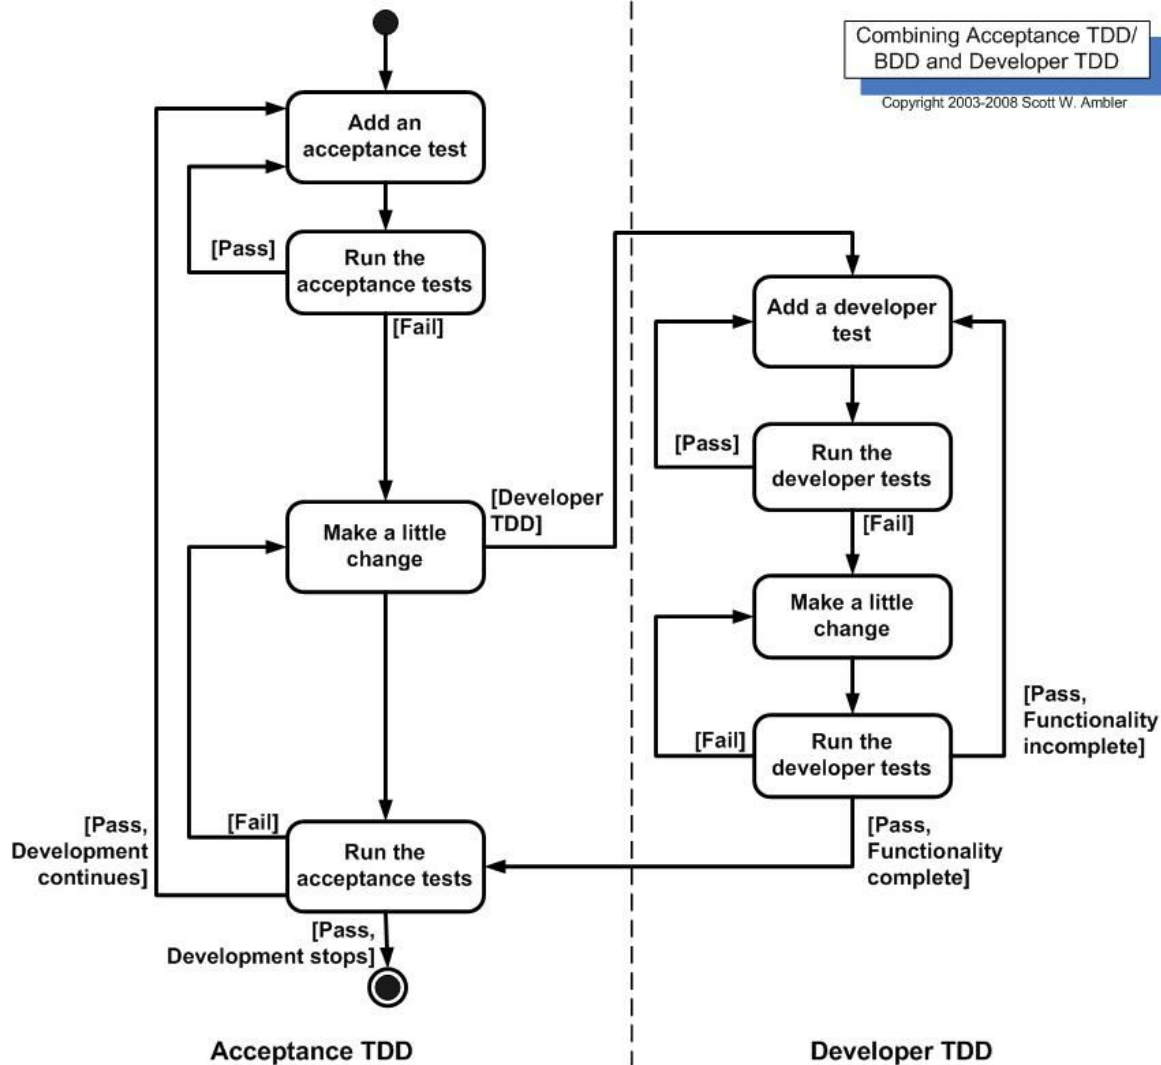 Combining Acceptance TDD/
BDD and Developer TDD
Copyright 2003-2008 Scott W. Ambler
Add an
acceptance test
[Pass]
Run the
acceptance tests
[Fail]
Make a little
change
[Developer
TDD]
Add a developer
test
[Pass]
Run the
developer tests
[Fail]
Make a little
change
[Fail]
Run the
developer tests
[Pass,
Functionality
incomplete]
[Pass,
Functionality
complete]
[Pass,
Development
continues]
[Fail]
Run the
acceptance tests
[Pass,
Development stops]
Acceptance TDD
Developer TDD